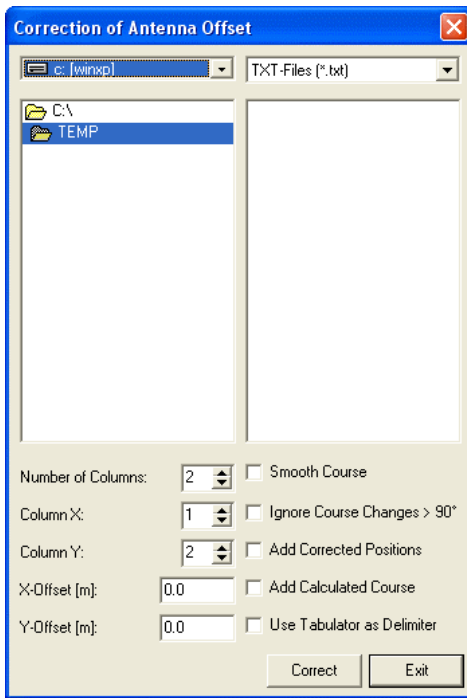 Correction of Antenna Offset
c: [winxp]
TXT-Files (*.txt)
C:\
TEMP
Number of Columns:
2
Smooth Course
Column X:
1
Ignore Course Changes > 90°
Column Y:
2
Add Corrected Positions
X-Offset [m]:
0.0
Add Calculated Course
Y-Offset [m]:
0.0
Use Tabulator as Delimiter
Correct
Exit